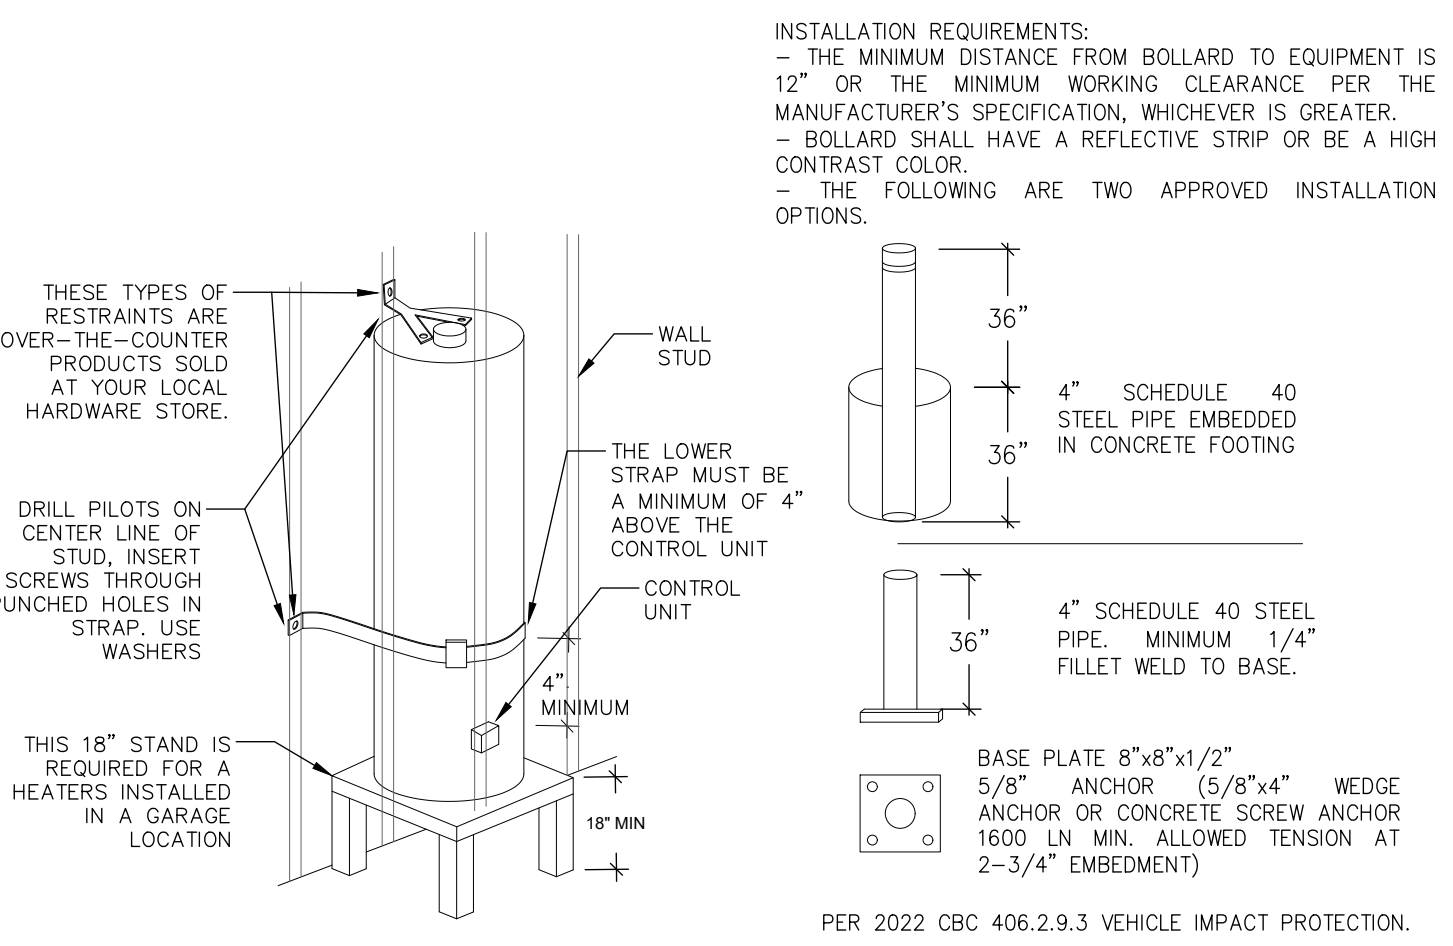 INSTALLATION REQUIREMENTS:
– THE MINIMUM DISTANCE FROM BOLLARD TO EQUIPMENT IS
12” OR THE MINIMUM WORKING CLEARANCE PER THE
MANUFACTURER’S SPECIFICATION, WHICHEVER IS GREATER.
– BOLLARD SHALL HAVE A REFLECTIVE STRIP OR BE A HIGH
CONTRAST COLOR.
– THE FOLLOWING ARE TWO APPROVED INSTALLATION
OPTIONS.
THESE TYPES OF
RESTRAINTS ARE
OVER–THE–COUNTER
PRODUCTS SOLD
AT YOUR LOCAL
HARDWARE STORE.
DRILL PILOTS ON
CENTER LINE OF
STUD, INSERT
SCREWS THROUGH
PUNCHED HOLES IN
STRAP. USE
WASHERS
THIS 18” STAND IS
REQUIRED FOR A
HEATERS INSTALLED
IN A GARAGE
LOCATION
WALL
STUD
THE LOWER
STRAP MUST BE
A MINIMUM OF 4”
ABOVE THE
CONTROL UNIT
CONTROL
UNIT
4”
MINIMUM
18" MIN
36”
36”
4” SCHEDULE 40
STEEL PIPE EMBEDDED
IN CONCRETE FOOTING
36”
4” SCHEDULE 40 STEEL
PIPE. MINIMUM 1/4”
FILLET WELD TO BASE.
BASE PLATE 8”x8”x1/2”
5/8” ANCHOR (5/8”x4” WEDGE
ANCHOR OR CONCRETE SCREW ANCHOR
1600 LN MIN. ALLOWED TENSION AT
2–3/4” EMBEDMENT)
PER 2022 CBC 406.2.9.3 VEHICLE IMPACT PROTECTION.